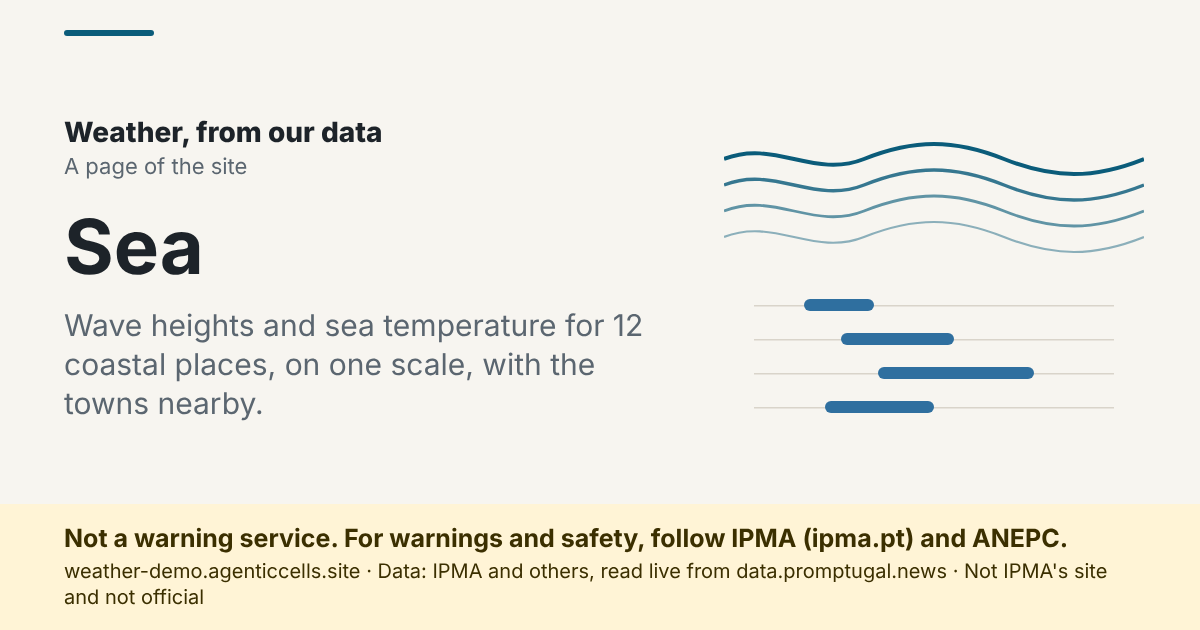 Weather, from our data
A page of the site
Sea
Wave heights and sea temperature for 12
coastal places, on one scale, with the
towns nearby.
Not a warning service. For warnings and safety, follow IPMA (ipma.pt) and ANEPC.
weather-demo.agenticcells.site · Data: IPMA and others, read live from data.promptugal.news · Not IPMA's site
and not official